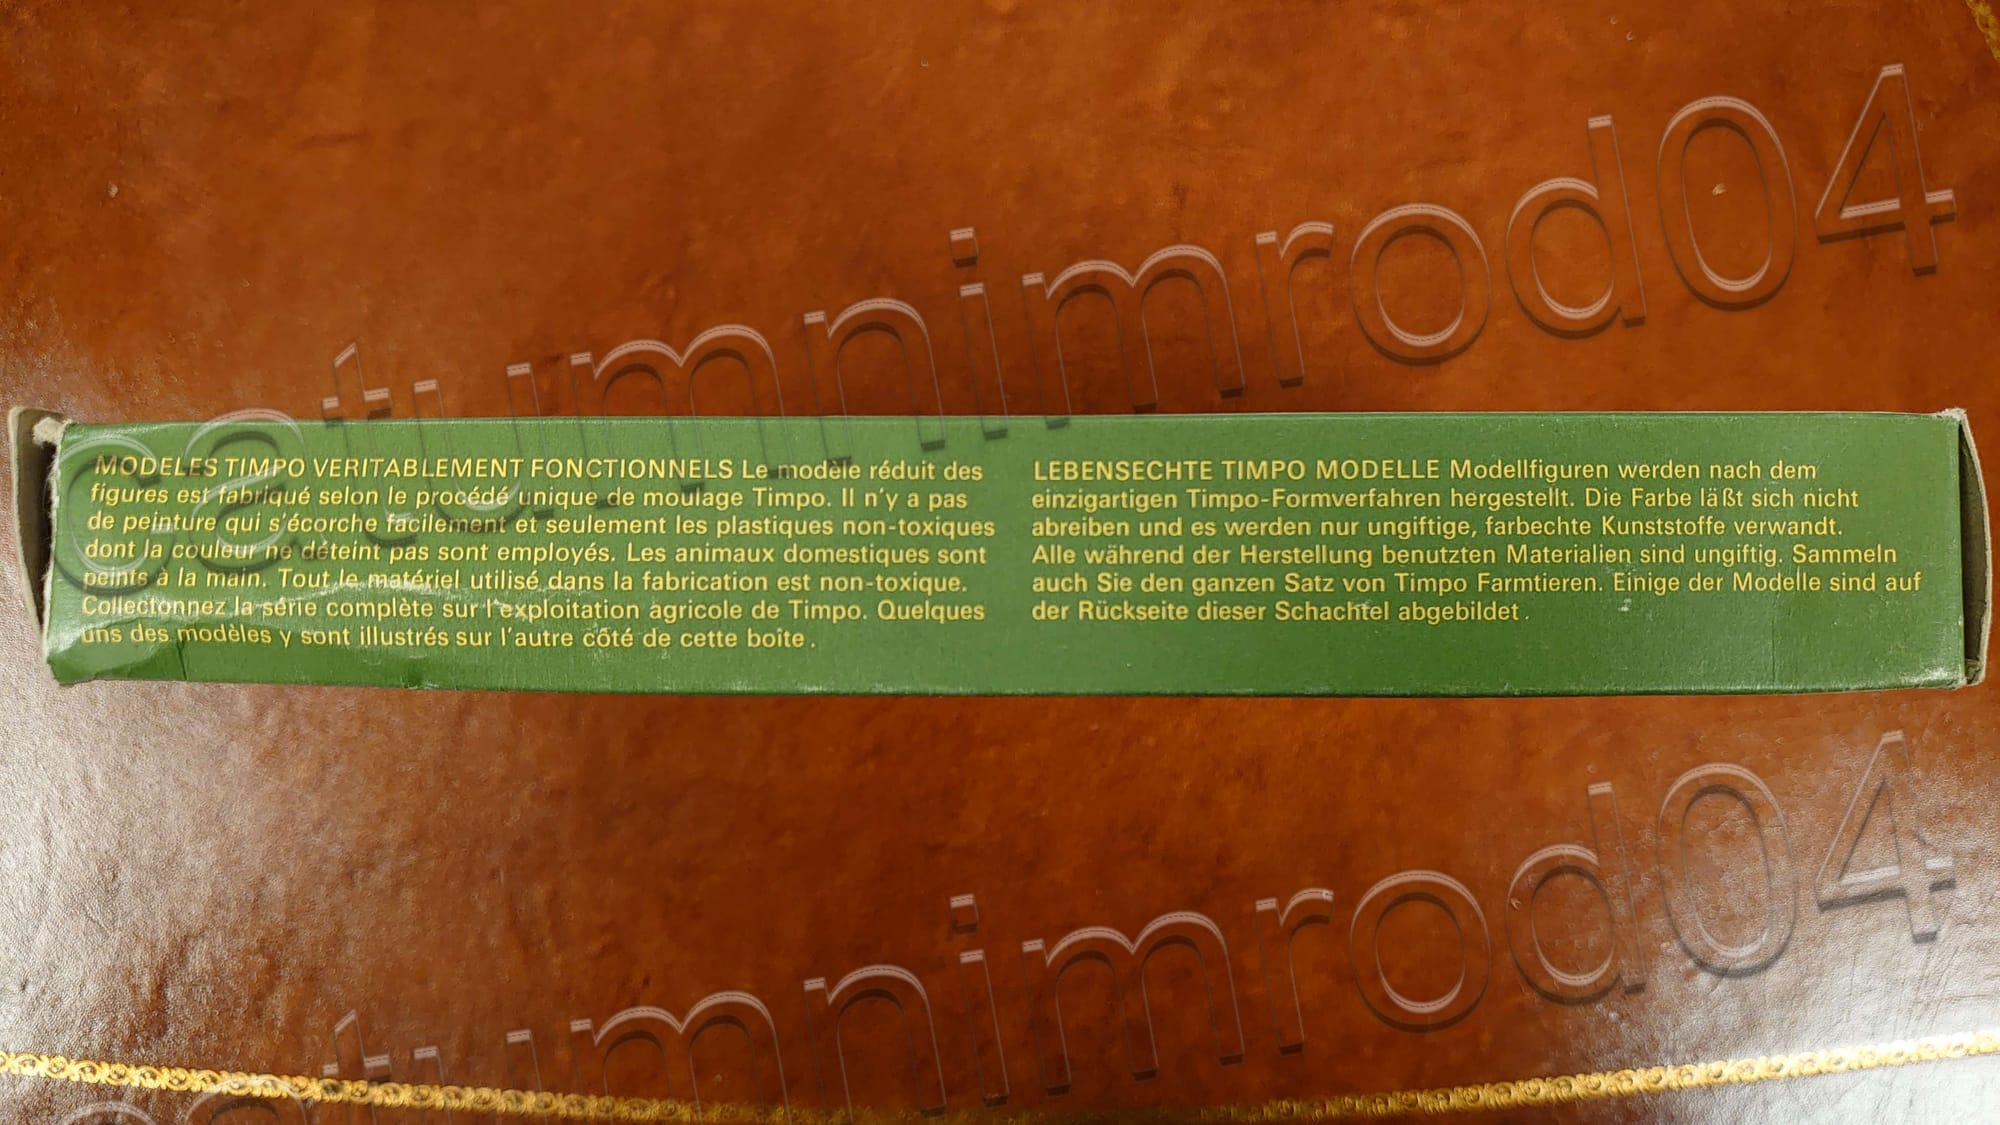 MODELES TIMPO VERITABLEMENT FONCTIONNELS Le modèle réduit des
figures est fabriqué selon le procédé unique de moulage Timpo. Il n'y a pas
de peinture qui s'écorche facilement et seulement les plastiques non-toxiques
dont la couleur ne déteint pas sont employés. Les animaux domestiques sont
peints à la main. Tout le matériel utilisé dans la fabrication est non-toxique.
Collectonnez la série complète sur l'exploitation agricole de Timpo. Quelques
uns des modèles y sont illustrés sur l'autre côté de cette boîte.
LEBENSECHTE TIMPO MODELLE Modellfiguren werden nach dem
einzigartigen Timpo-Formverfahren hergestellt. Die Farbe läßt sich nicht
abreiben und es werden nur ungiftige, farbechte Kunststoffe verwandt.
Alle während der Herstellung benutzten Materialien sind ungiftig. Sammeln
auch Sie den ganzen Satz von Timpo Farmtieren. Einige der Modelle sind auf
der Rückseite dieser Schachtel abgebildet.
catumnimrod04
catumnimrod04